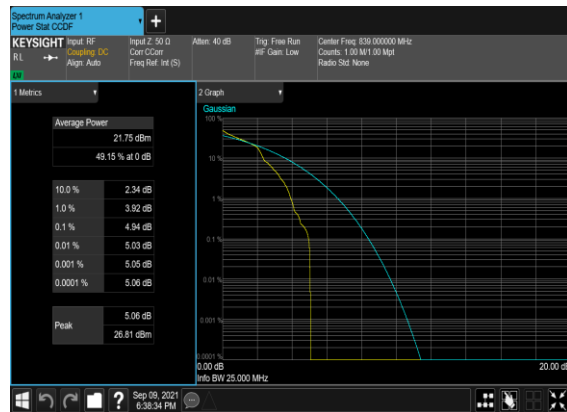 Spectrum Analyzer 1
Power Stat CCDF
+
KEYSIGHT
R L
Input: RF
Coupling: DC
Align: Auto
Input Z: 50 Ω
Corr CCorr
Freq Ref: Int (S)
Atten: 40 dB
Trig: Free Run
#IF Gain: Low
Center Freq: 839.000000 MHz
Counts: 1.00 M/1.00 Mpt
Radio Std: None
1 Metrics
Average Power
21.75 dBm
49.15 % at 0 dB
10.0 % 2.34 dB
1.0 % 3.92 dB
0.1 % 4.94 dB
0.01 % 5.03 dB
0.001 % 5.05 dB
0.0001 % 5.06 dB
Peak
5.06 dB
26.81 dBm
2 Graph
Gaussian
100 %
10 %
1 %
0.1 %
0.01 %
0.001 %
0.0001 %
0.00 dB
20.00 dB
Info BW 25.000 MHz
?
Sep 09, 2021
6:38:34 PM